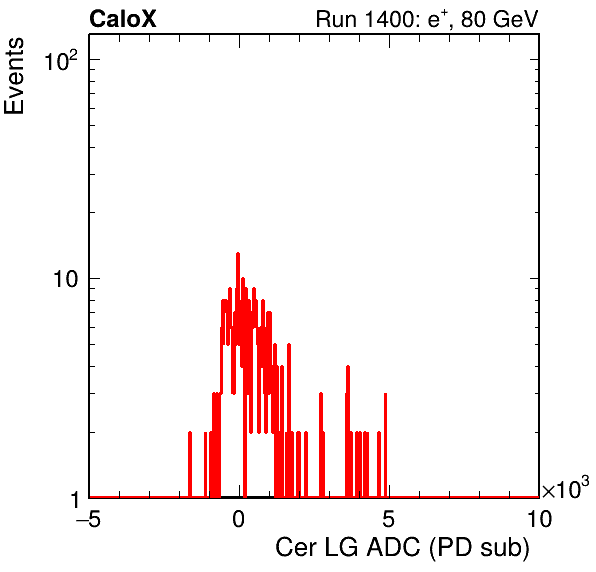 CaloX Run 1400: e⁺, 80 GeV
Events
10²
10
1
−5 0 5 10
×10³
Cer LG ADC (PD sub)